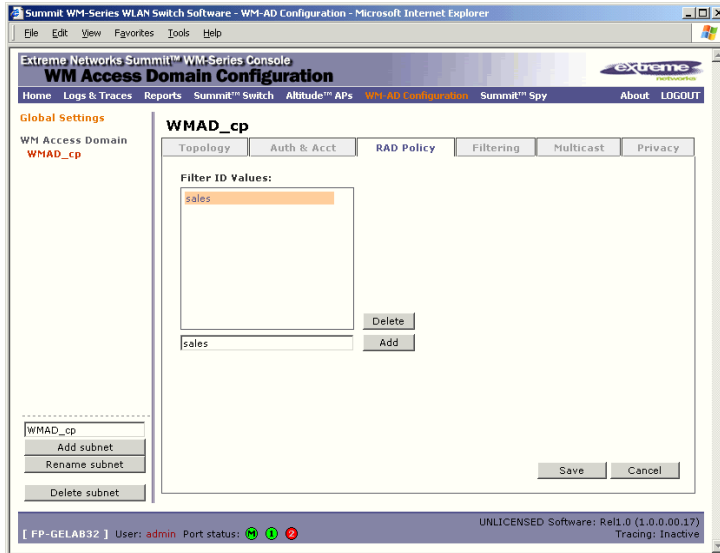 Summit WM-Series WLAN Switch Software - WM-AD Configuration - Microsoft Internet Explorer
File Edit View Favorites Tools Help
Extreme Networks Summit™ WM-Series Console
WM Access Domain Configuration
extreme
networks
Home Logs & Traces Reports Summit™ Switch Altitude™ APs WM-AD Configuration Summit™ Spy About LOGOUT
Global Settings
WM Access Domain
WMAD_cp
WMAD_cp
Topology Auth & Acct RAD Policy Filtering Multicast Privacy
Filter ID Values:
sales
Delete
sales
Add
WMAD_cp
Add subnet
Rename subnet
Delete subnet
Save Cancel
[ FP-GELAB32 ] User: admin Port status: M 1 2
UNLICENSED Software: Rel1.0 (1.0.0.00.17)
Tracing: Inactive